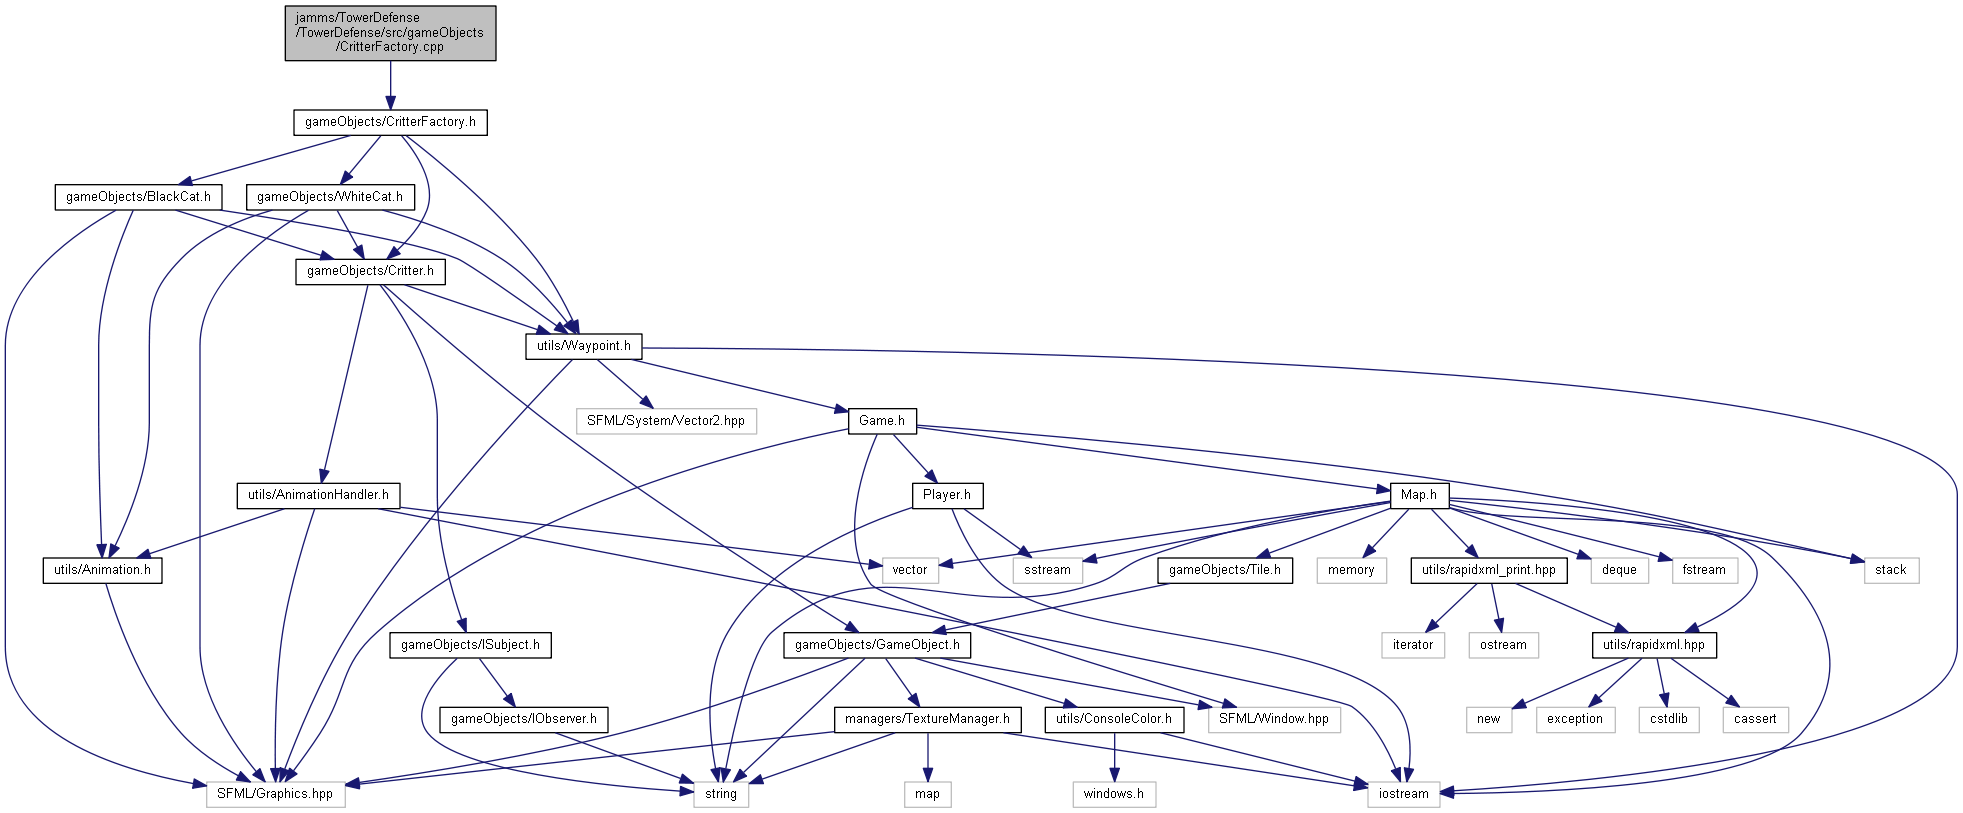 jamms/TowerDefense
/TowerDefense/src/gameObjects
/CritterFactory.cpp
gameObjects/CritterFactory.h
gameObjects/BlackCat.h
gameObjects/WhiteCat.h
gameObjects/Critter.h
utils/Waypoint.h
SFML/System/Vector2.hpp
Game.h
utils/AnimationHandler.h
Player.h
Map.h
utils/Animation.h
vector
sstream
gameObjects/Tile.h
memory
utils/rapidxml_print.hpp
deque
fstream
stack
gameObjects/ISubject.h
gameObjects/GameObject.h
iterator
ostream
utils/rapidxml.hpp
gameObjects/IObserver.h
managers/TextureManager.h
utils/ConsoleColor.h
SFML/Window.hpp
new
exception
cstdlib
cassert
SFML/Graphics.hpp
string
map
windows.h
iostream